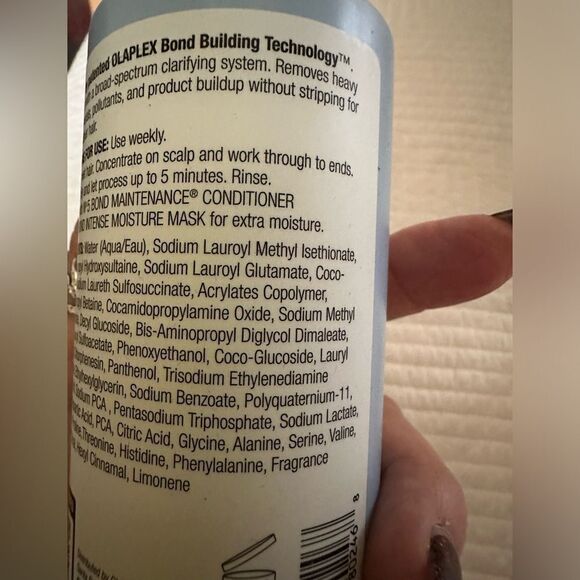 OLAPLEX Bond Building Technology™.
a broad-spectrum clarifying system. Removes heavy
pollutants, and product buildup without stripping for
hair.
FOR USE: Use weekly.
hair. Concentrate on scalp and work through to ends.
and let process up to 5 minutes. Rinse.
5 BOND MAINTENANCE® CONDITIONER
INTENSE MOISTURE MASK for extra moisture.
Water (Aqua/Eau), Sodium Lauroyl Methyl Isethionate,
Hydroxysultaine, Sodium Lauroyl Glutamate, Coco-
Laureth Sulfosuccinate, Acrylates Copolymer,
Betaine, Cocamidopropylamine Oxide, Sodium Methyl
Decyl Glucoside, Bis-Aminopropyl Diglycol Dimaleate,
Sulfoacetate, Phenoxyethanol, Coco-Glucoside, Lauryl
Panthenol, Trisodium Ethylenediamine
Sodium Benzoate, Polyquaternium-11,
Sodium PCA, Pentasodium Triphosphate, Sodium Lactate,
Acid, PCA, Citric Acid, Glycine, Alanine, Serine, Valine,
Threonine, Histidine, Phenylalanine, Fragrance
Hexyl Cinnamal, Limonene